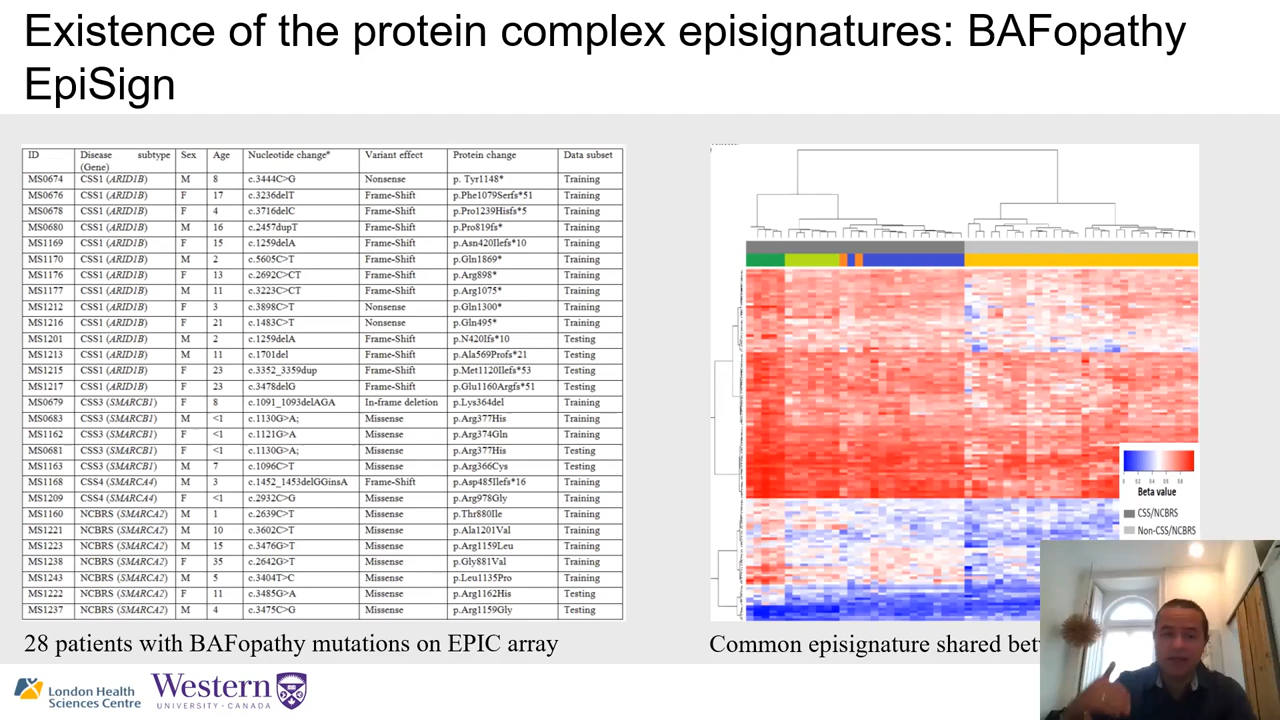 Existence of the protein complex episignatures: BAFopathy
EpiSign
ID Disease subtype (Gene) Sex Age Nucleotide change* Variant effect Protein change Data subset
MS0674 CSS1 (ARID1B) M 8 c.3444C>G Nonsense p. Tyr1148* Training
MS0676 CSS1 (ARID1B) F 17 c.3236delT Frame-Shift p.Phe1079Serfs*51 Training
MS0678 CSS1 (ARID1B) F 4 c.3716delC Frame-Shift p.Pro1239Hisfs*5 Training
MS0680 CSS1 (ARID1B) M 16 c.2457dupT Frame-Shift p.Pro819fs* Training
MS1169 CSS1 (ARID1B) F 15 c.1259delA Frame-Shift p.Asn420Ilefs*10 Training
MS1170 CSS1 (ARID1B) M 2 c.5605C>T Frame-Shift p.Gln1869* Training
MS1176 CSS1 (ARID1B) F 13 c.2692C>CT Frame-Shift p.Arg898* Training
MS1177 CSS1 (ARID1B) M 11 c.3223C>CT Frame-Shift p.Arg1075* Training
MS1212 CSS1 (ARID1B) F 3 c.3898C>T Nonsense p.Gln1300* Training
MS1216 CSS1 (ARID1B) F 21 c.1483C>T Nonsense p.Gln495* Training
MS1201 CSS1 (ARID1B) M 2 c.1259delA Frame-Shift p.N420Ifs*10 Testing
MS1213 CSS1 (ARID1B) M 11 c.1701del Frame-Shift p.Ala569Profs*21 Testing
MS1215 CSS1 (ARID1B) F 23 c.3352_3359dup Frame-Shift p.Met1120Ilefs*53 Testing
MS1217 CSS1 (ARID1B) F 23 c.3478delG Frame-Shift p.Glu1160Argfs*51 Testing
MS0679 CSS3 (SMARCB1) F 8 c.1091_1093delAGA In-frame deletion p.Lys364del Training
MS0683 CSS3 (SMARCB1) M <1 c.1130G>A; Missense p.Arg377His Training
MS1162 CSS3 (SMARCB1) F <1 c.1121G>A Missense p.Arg374Gln Training
MS0681 CSS3 (SMARCB1) F <1 c.1130G>A; Missense p.Arg377His Testing
MS1163 CSS3 (SMARCB1) M 7 c.1096C>T Missense p.Arg366Cys Testing
MS1168 CSS4 (SMARCA4) M 3 c.1452_1453delGGinsA Frame-Shift p.Asp485Ilefs*16 Training
MS1209 CSS4 (SMARCA4) F <1 c.2932C>G Missense p.Arg978Gly Training
MS1160 NCBRS (SMARCA2) M 1 c.2639C>T Missense p.Thr880Ile Training
MS1221 NCBRS (SMARCA2) M 10 c.3602C>T Missense p.Ala1201Val Training
MS1223 NCBRS (SMARCA2) M 15 c.3476G>T Missense p.Arg1159Leu Training
MS1238 NCBRS (SMARCA2) F 35 c.2642G>T Missense p.Gly881Val Training
MS1243 NCBRS (SMARCA2) M 5 c.3404T>C Missense p.Leu1135Pro Training
MS1222 NCBRS (SMARCA2) F 11 c.3485G>A Missense p.Arg1162His Testing
MS1237 NCBRS (SMARCA2) M 4 c.3475C>G Missense p.Arg1159Gly Testing
28 patients with BAFopathy mutations on EPIC array
0 0.2 0.4 0.6 0.8
Beta value
CSS/NCBRS
Non-CSS/NCBRS
Common episignature shared
London Health
Sciences Centre
Western
UNIVERSITY · CANADA